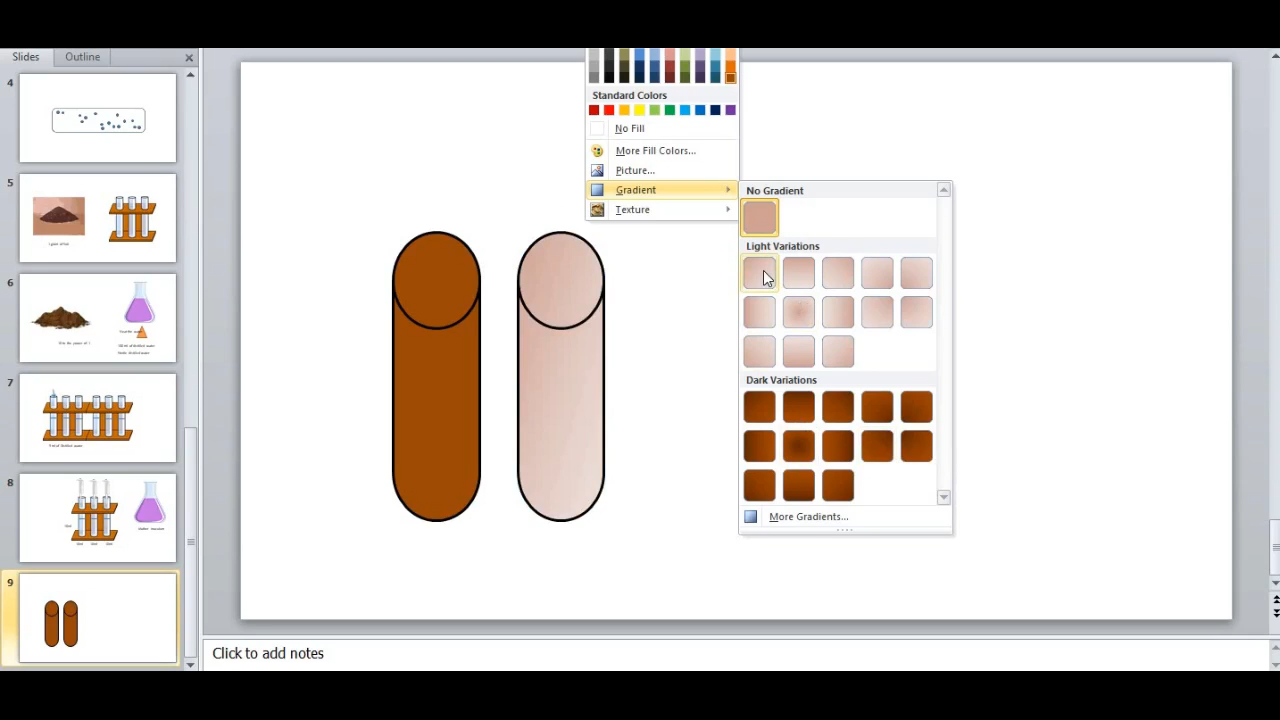 Slides
Outline
4
5
6
7
8
9
Standard Colors
No Fill
More Fill Colors...
Picture...
Gradient
Texture
No Gradient
Light Variations
Dark Variations
More Gradients...
Click to add notes